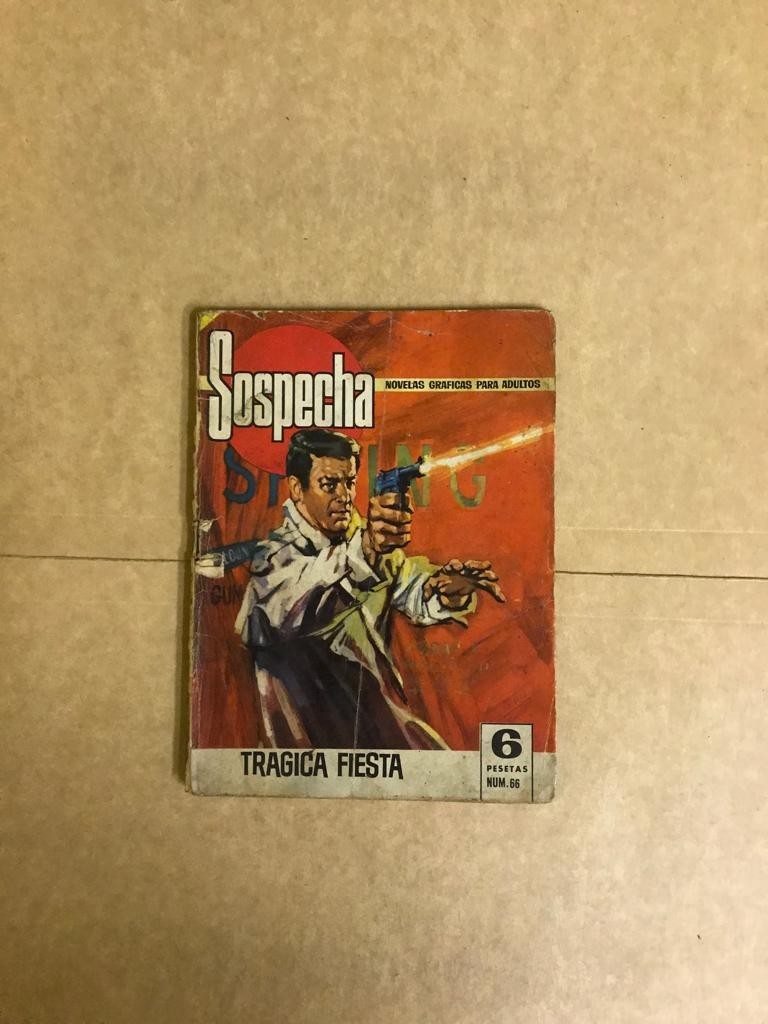 Sospecha
NOVELAS GRAFICAS PARA ADULTOS
TRAGICA FIESTA
6
PESETAS
NUM. 66